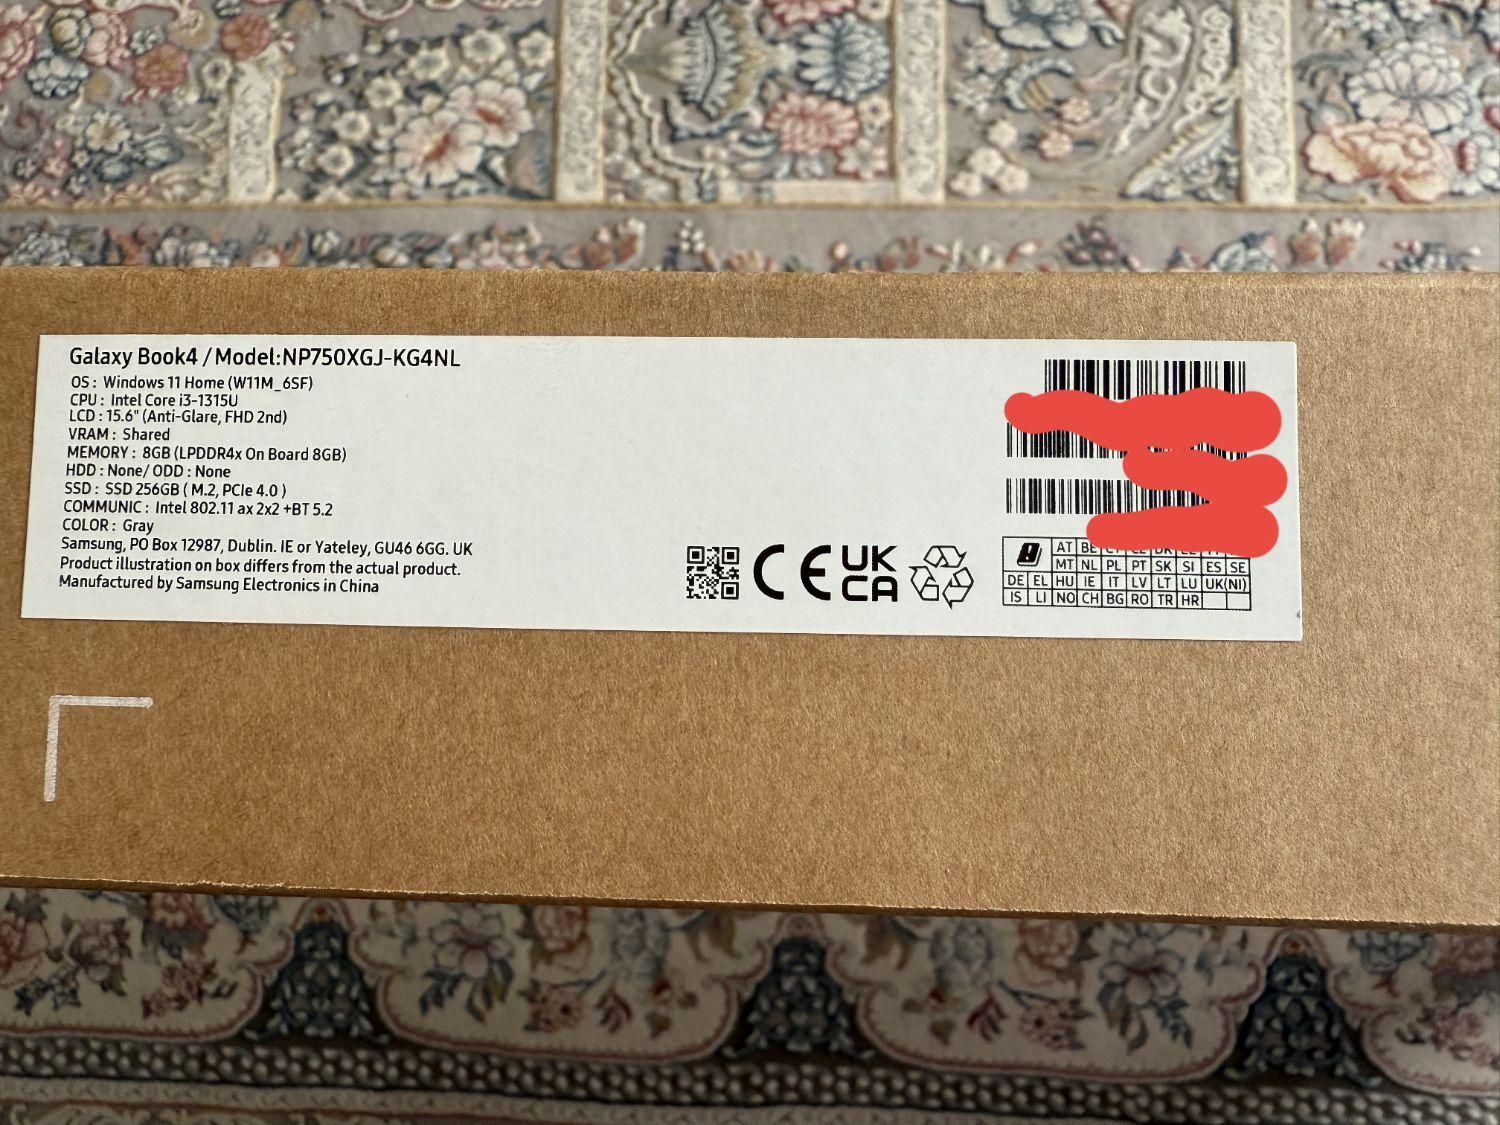 Galaxy Book4 / Model:NP750XGJ-KG4NL
OS : Windows 11 Home (W11M_6SF)
CPU : Intel Core i3-1315U
LCD : 15.6" (Anti-Glare, FHD 2nd)
VRAM : Shared
MEMORY : 8GB (LPDDR4x On Board 8GB)
HDD : None/ ODD : None
SSD : SSD 256GB ( M.2, PCIe 4.0 )
COMMUNIC : Intel 802.11 ax 2x2 +BT 5.2
COLOR : Gray
Samsung, PO Box 12987, Dublin. IE or Yateley, GU46 6GG. UK
Product illustration on box differs from the actual product.
Manufactured by Samsung Electronics in China
CE
UK
CA
AT BE
MT NL PL PT SK SI ES SE
DE EL HU IE IT LV LT LU UK(NI)
IS LI NO CH BG RO TR HR